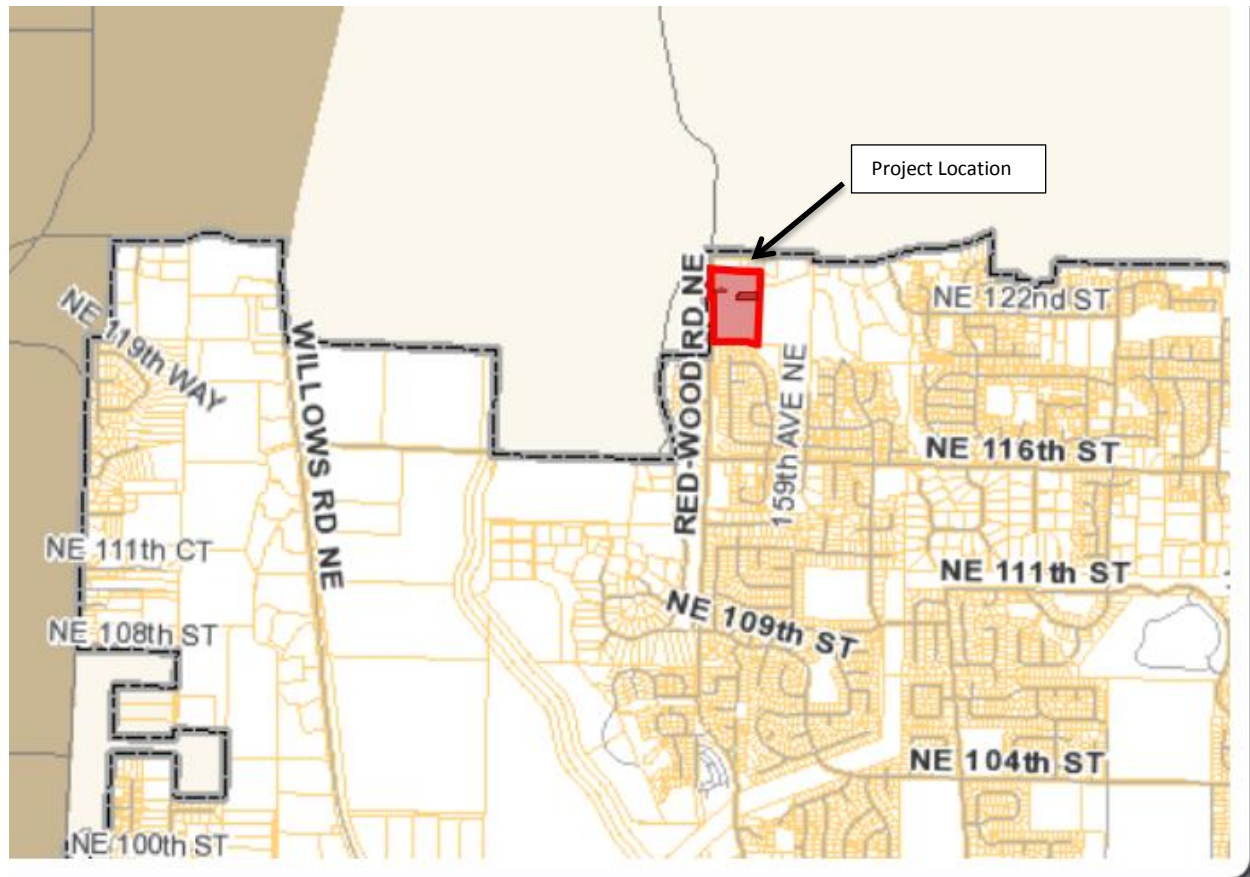 Project Location
RED-WOOD RD NE
NE 122nd ST
NE 119th WAY
WILLOWS RD NE
159th AVE NE
NE 116th ST
NE 111th CT
NE 111th ST
NE 109th ST
NE 108th ST
NE 104th ST
NE 100th ST